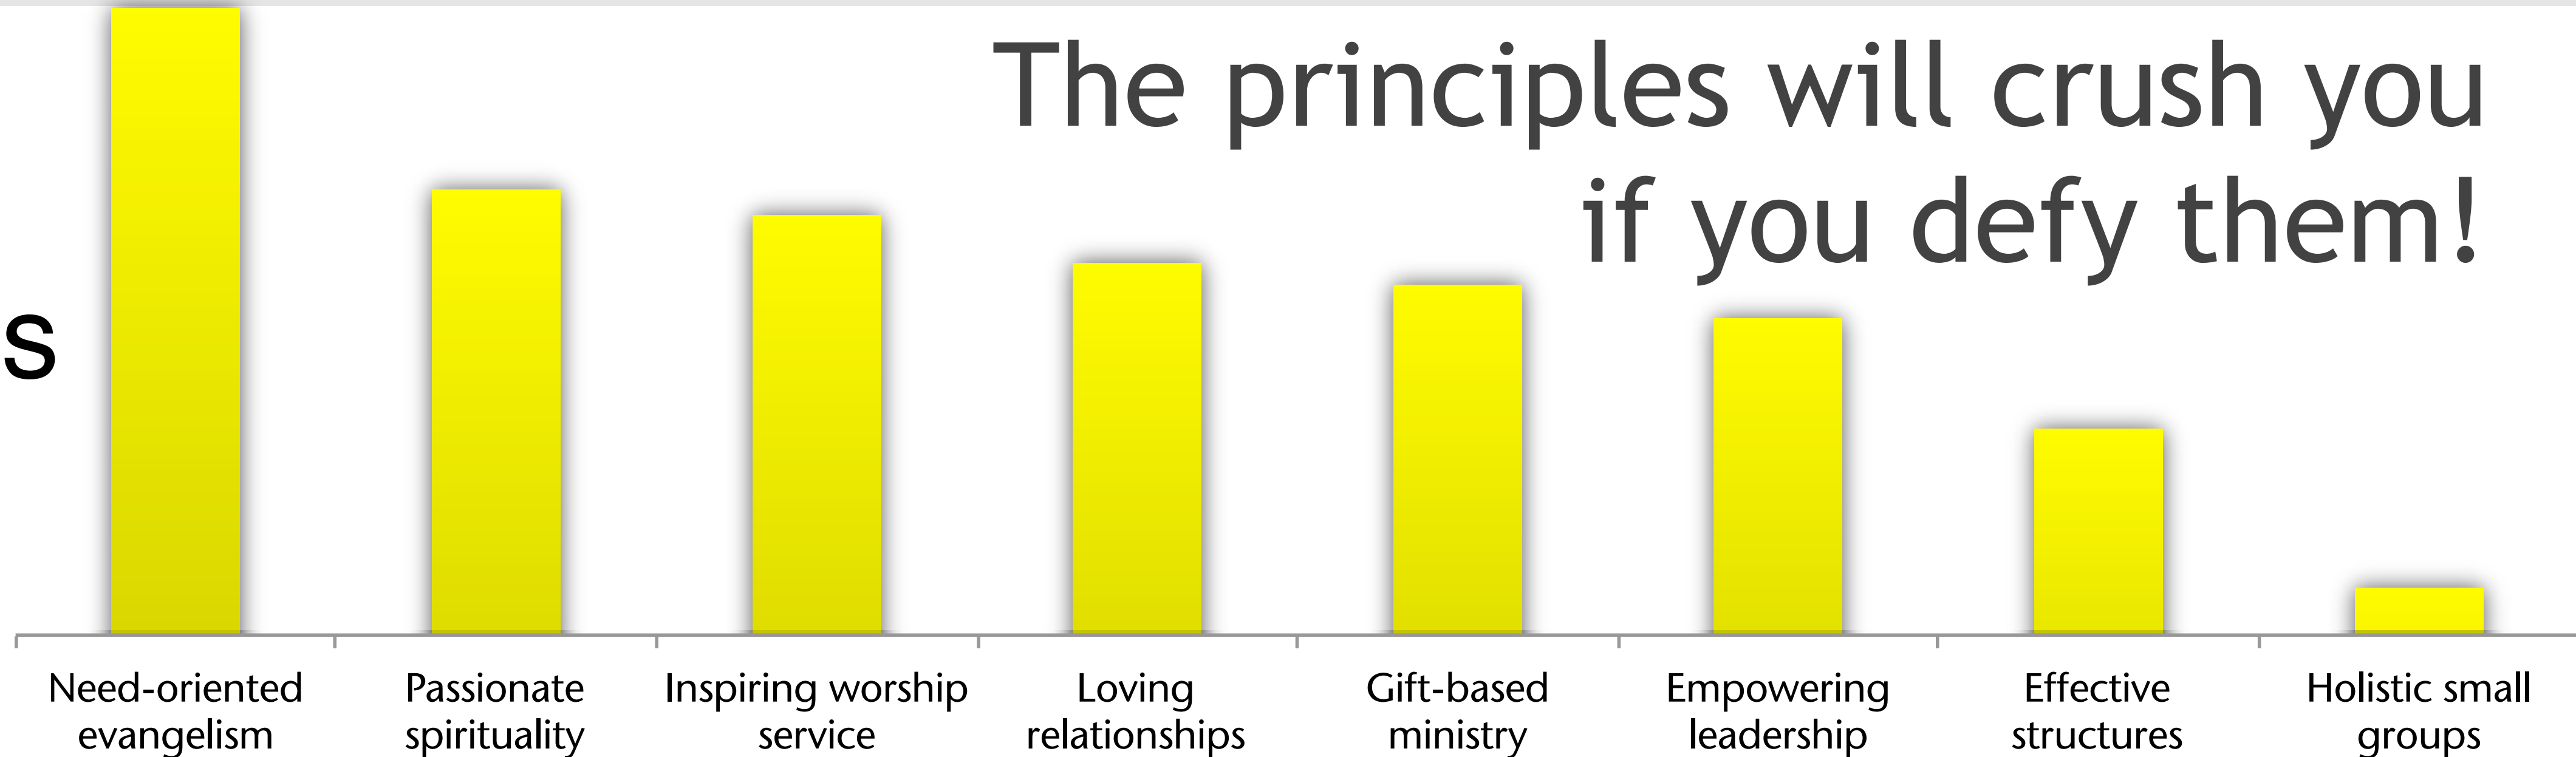 The principles will crush you
if you defy them!
s
Need-oriented
evangelism
Passionate
spirituality
Inspiring worship
service
Loving
relationships
Gift-based
ministry
Empowering
leadership
Effective
structures
Holistic small
groups